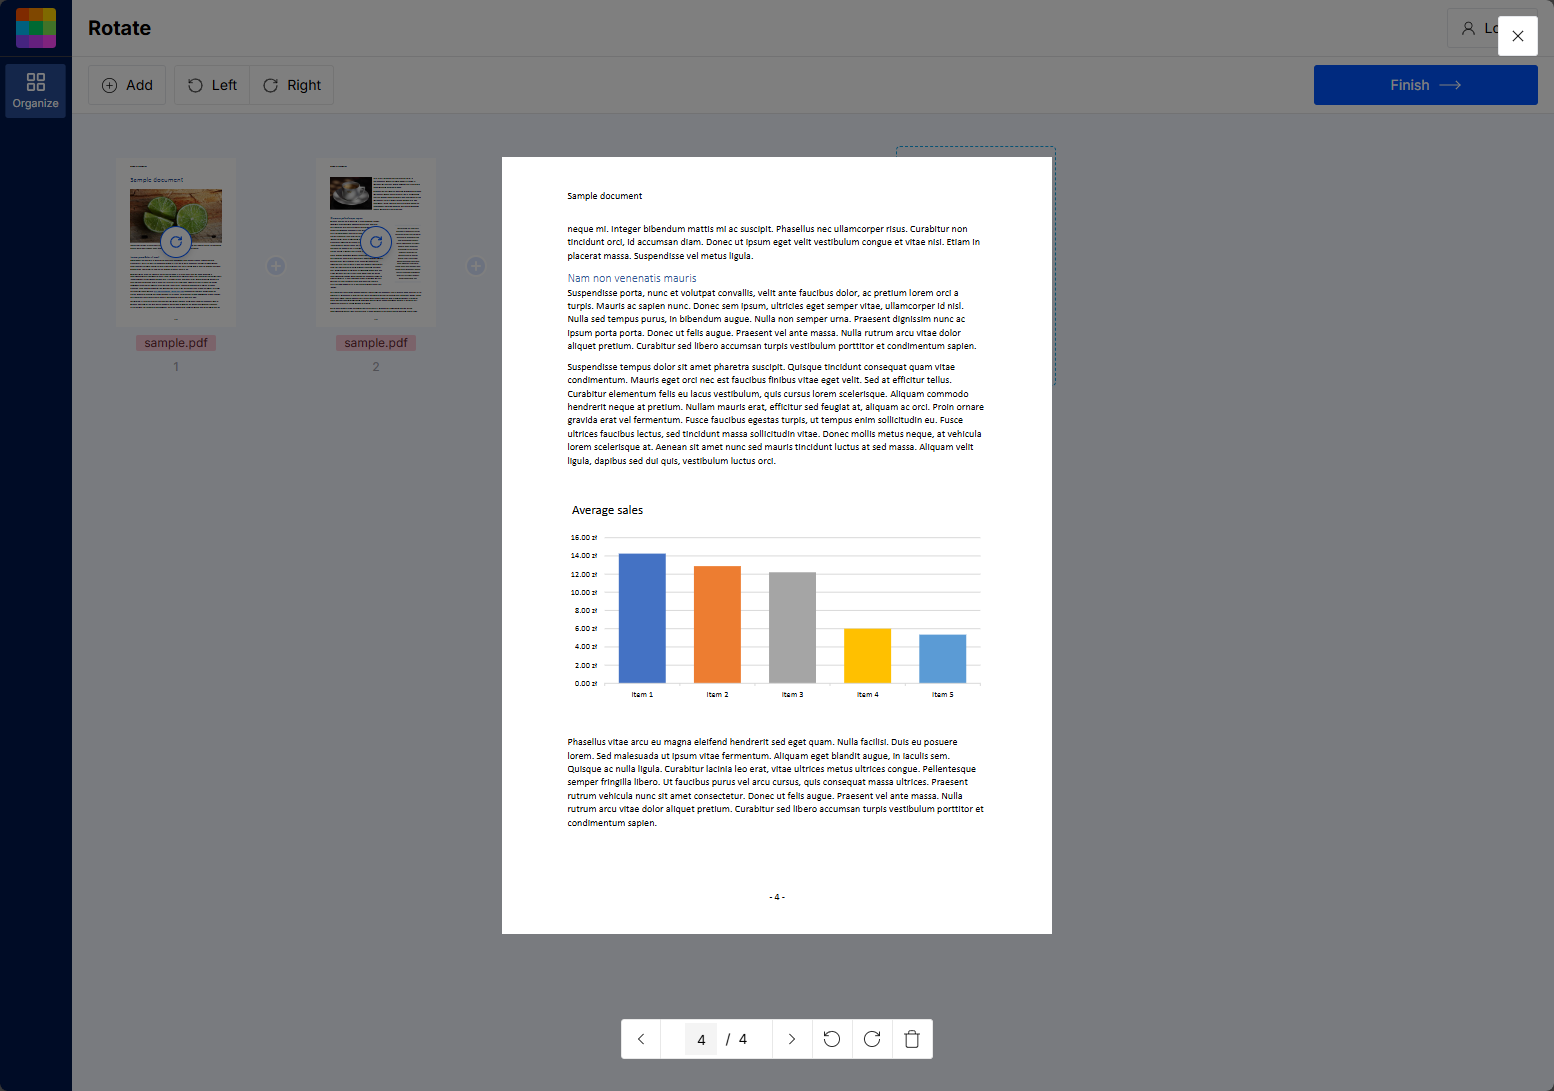 Rotate
Lo
Organize
Add
Left
Right
Finish
Sample document
sample.pdf
1
sample.pdf
2
Sample document
neque mi. Integer bibendum mattis mi ac suscipit. Phasellus nec ullamcorper risus. Curabitur non
tincidunt orci, id accumsan diam. Donec ut ipsum eget velit vestibulum congue et vitae nisl. Etiam in
placerat massa. Suspendisse vel metus ligula.
Nam non venenatis mauris
Suspendisse porta, nunc et volutpat convallis, velit ante faucibus dolor, ac pretium lorem orci a
turpis. Mauris ac sapien nunc. Donec sem ipsum, ultricies eget semper vitae, ullamcorper id nisl.
Nulla sed tempus purus, in bibendum augue. Nulla non semper urna. Praesent dignissim nunc ac
ipsum porta porta. Donec ut felis augue. Praesent vel ante massa. Nulla rutrum arcu vitae dolor
aliquet pretium. Curabitur sed libero accumsan turpis vestibulum porttitor et condimentum sapien.
Suspendisse tempus dolor sit amet pharetra suscipit. Quisque tincidunt consequat quam vitae
condimentum. Mauris eget orci nec est faucibus finibus vitae eget velit. Sed at efficitur tellus.
Curabitur elementum felis eu lacus vestibulum, quis cursus lorem scelerisque. Aliquam commodo
hendrerit neque at pretium. Nullam mauris erat, efficitur sed feugiat at, aliquam ac orci. Proin ornare
gravida erat vel fermentum. Fusce faucibus egestas turpis, ut tempus enim sollicitudin eu. Fusce
ultrices faucibus lectus, sed tincidunt massa sollicitudin vitae. Donec mollis metus neque, at vehicula
lorem scelerisque at. Aenean sit amet nunc sed mauris tincidunt luctus at sed massa. Aliquam velit
ligula, dapibus sed dui quis, vestibulum luctus orci.
Average sales
16.00 zł
14.00 zł
12.00 zł
10.00 zł
8.00 zł
6.00 zł
4.00 zł
2.00 zł
0.00 zł
Item 1
Item 2
Item 3
Item 4
Item 5
Phasellus vitae arcu eu magna eleifend hendrerit sed eget quam. Nulla facilisi. Duis eu posuere
lorem. Sed malesuada ut ipsum vitae fermentum. Aliquam eget blandit augue, in iaculis sem.
Quisque ac nulla ligula. Curabitur lacinia leo erat, vitae ultrices metus ultrices congue. Pellentesque
semper fringilla libero. Ut faucibus purus vel arcu cursus, quis consequat massa ultrices. Praesent
rutrum vehicula nunc sit amet consectetur. Donec ut felis augue. Praesent vel ante massa. Nulla
rutrum arcu vitae dolor aliquet pretium. Curabitur sed libero accumsan turpis vestibulum porttitor et
condimentum sapien.
- 4 -
4 / 4